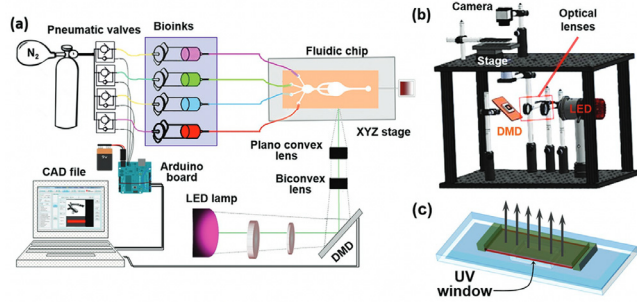 (a)
Pneumatic valves
Bioinks
Fluidic chip
N2
XYZ stage
Plano convex
lens
Biconvex
lens
Arduino
board
CAD file
LED lamp
DMD
(b)
Camera
Optical
lenses
Stage
LED
DMD
(c)
UV
window